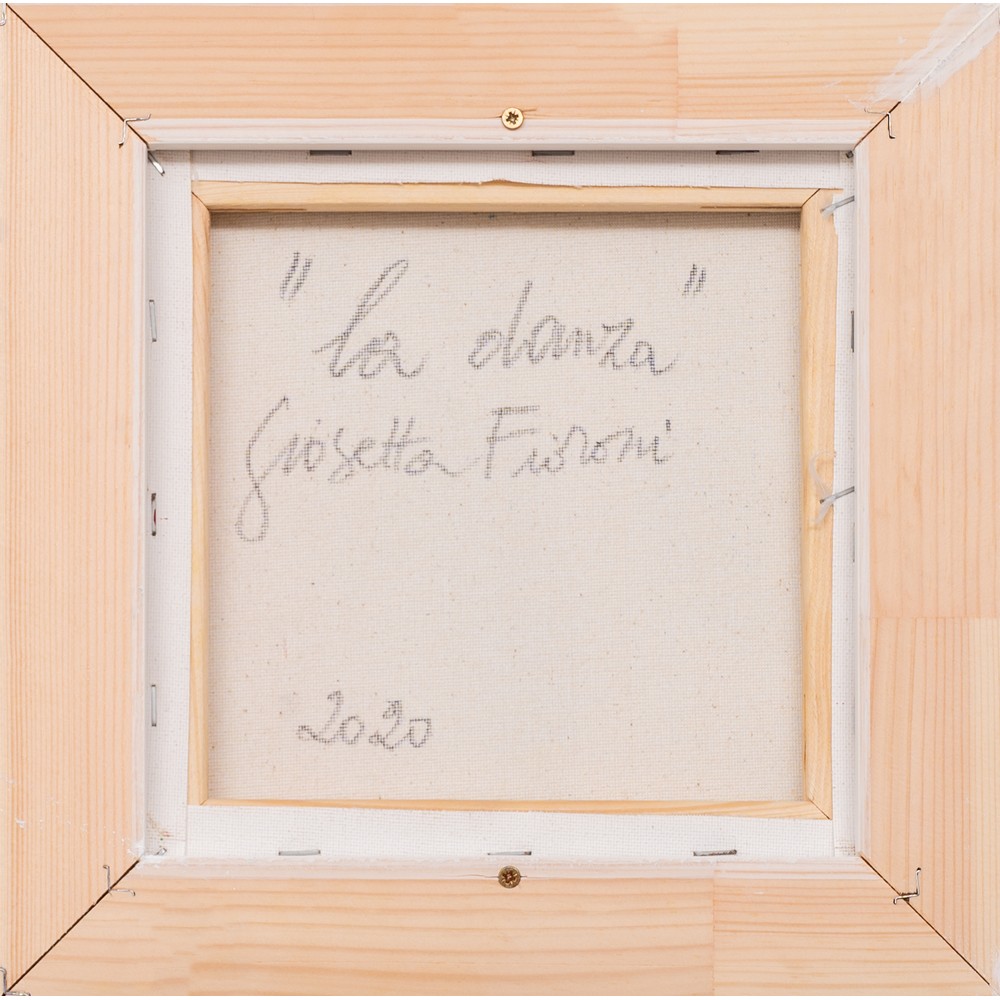 "la danza"
Giosetta Fioroni
2020